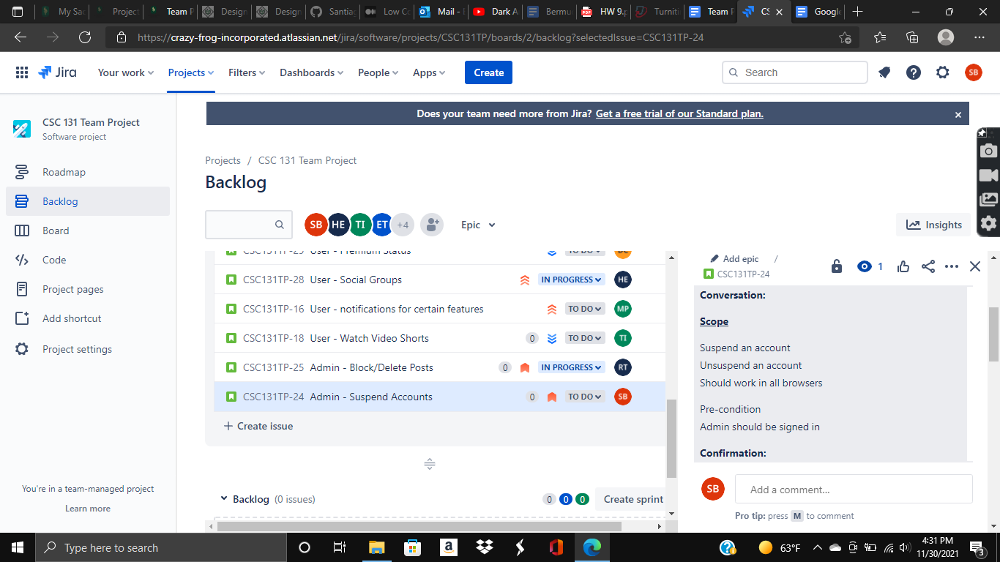 My Sac
Project
Team P
Design
Design
Santiag
Low Co
Mail -
Dark A
Bermu
HW 9.p
Turniti
Team P
CS
Google
https://crazy-frog-incorporated.atlassian.net/jira/software/projects/CSC131TP/boards/2/backlog?selectedIssue=CSC131TP-24
Jira
Your work
Projects
Filters
Dashboards
People
Apps
Create
Search
SB
CSC 131 Team Project
Software project
Roadmap
Backlog
Board
Code
Project pages
Add shortcut
Project settings
You're in a team-managed project
Learn more
Does your team need more from Jira? Get a free trial of our Standard plan.
Projects / CSC 131 Team Project
Backlog
SB HE TI ET +4
Epic
Insights
CSC131TP-29 User - Premium Status TO DO DC
CSC131TP-28 User - Social Groups IN PROGRESS HE
CSC131TP-16 User - notifications for certain features TO DO MP
CSC131TP-18 User - Watch Video Shorts 0 TO DO TI
CSC131TP-25 Admin - Block/Delete Posts 0 IN PROGRESS RT
CSC131TP-24 Admin - Suspend Accounts 0 TO DO SB
+ Create issue
Backlog (0 issues) 0 0 0 Create sprint
Add epic /
CSC131TP-24
1
Conversation:
Scope
Suspend an account
Unsuspend an account
Should work in all browsers
Pre-condition
Admin should be signed in
Confirmation:
SB
Add a comment...
Pro tip: press M to comment
Type here to search
63°F
4:31 PM
11/30/2021
3